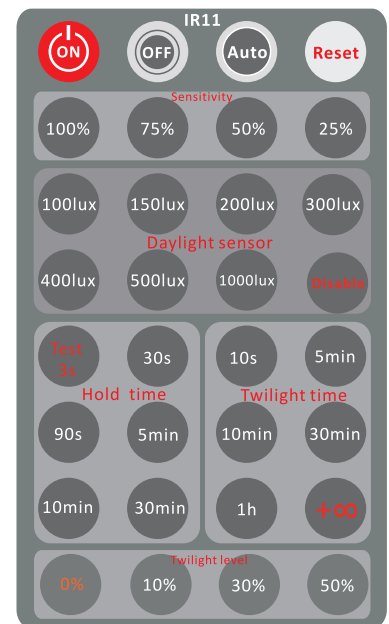 IR11
ON OFF Auto Reset
Sensitivity
100% 75% 50% 25%
100lux 150lux 200lux 300lux
Daylight sensor
400lux 500lux 1000lux Disable
Test
3s
30s
10s 5min
Hold time
Twilight time
90s 5min
10min 30min
10min 30min
1h +∞
Twilight level
0% 10% 30% 50%